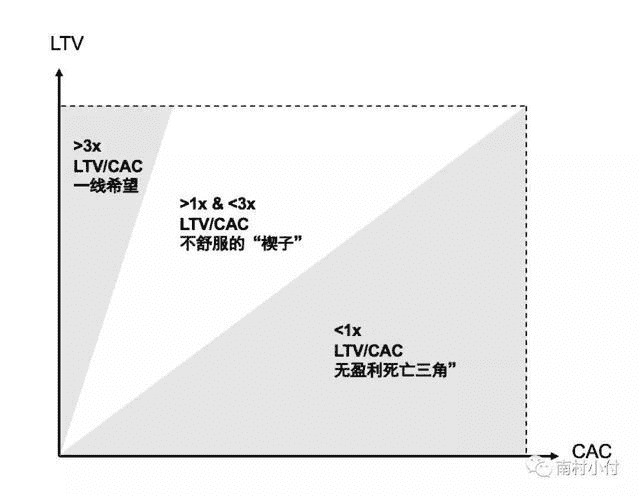 LTV
>3x
LTV/CAC
一线希望
>1x & <3x
LTV/CAC
不舒服的“楔子”
<1x
LTV/CAC
无盈利死亡三角”
CAC
南村小付